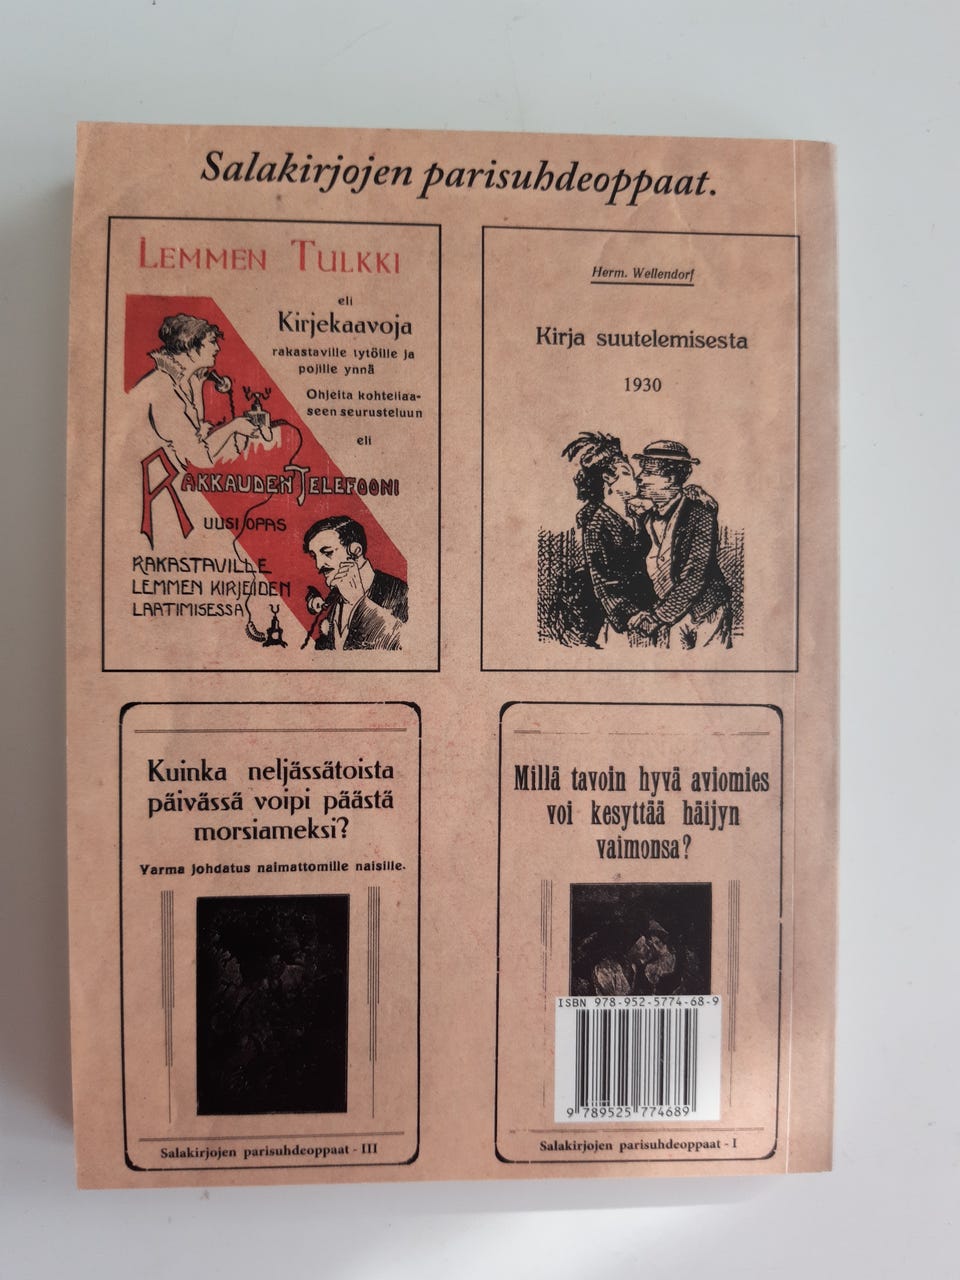 Salakirjojen parisuhdeoppaat.
LEMMEN TULKKI
eli
Kirjekaavoja
rakastaville tytöille ja
pojille ynnä
Ohjeita kohteliaa-
seen seurusteluun
eli
RAKKAUDEN TELEFOONI
UUSI OPAS
RAKASTAVILLE
LEMMEN KIRJEIDEN
LAATIMISESSA
Herm. Wellendorf
Kirja suutelemisesta
1930
Kuinka neljässätoista
päivässä voipi päästä
morsiameksi?
Varma johdatus naimattomille naisille.
Salakirjojen parisuhdeoppaat - III
Millä tavoin hyvä aviomies
voi kesyttää häijyn
vaimonsa?
ISBN 978-952-5774-68-9
9 789525 774689
Salakirjojen parisuhdeoppaat - I